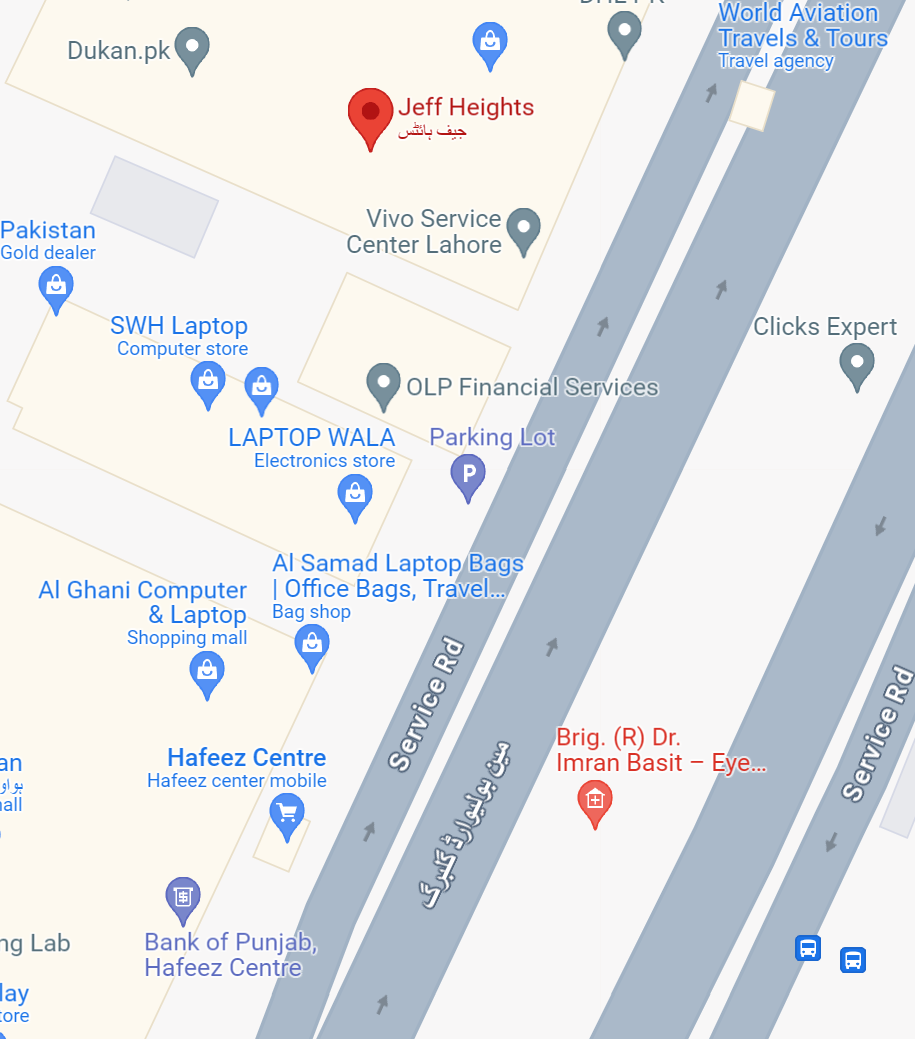 World Aviation
Travels & Tours
Travel agency
Dukan.pk
Jeff Heights
جیف ہائٹس
Vivo Service
Center Lahore
Pakistan
Gold dealer
SWH Laptop
Computer store
Clicks Expert
OLP Financial Services
LAPTOP WALA
Electronics store
Parking Lot
P
Al Samad Laptop Bags
| Office Bags, Travel...
Bag shop
Al Ghani Computer
& Laptop
Shopping mall
Service Rd
Service Rd
مین بولیوارڈ گلبرگ
Brig. (R) Dr.
Imran Basit – Eye...
Hafeez Centre
Hafeez center mobile
Bank of Punjab,
Hafeez Centre
ng Lab